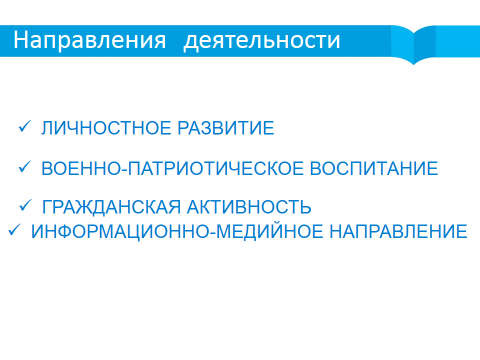 Направления деятельности
✓ ЛИЧНОСТНОЕ РАЗВИТИЕ
✓ ВОЕННО-ПАТРИОТИЧЕСКОЕ ВОСПИТАНИЕ
✓ ГРАЖДАНСКАЯ АКТИВНОСТЬ
✓ ИНФОРМАЦИОННО-МЕДИЙНОЕ НАПРАВЛЕНИЕ